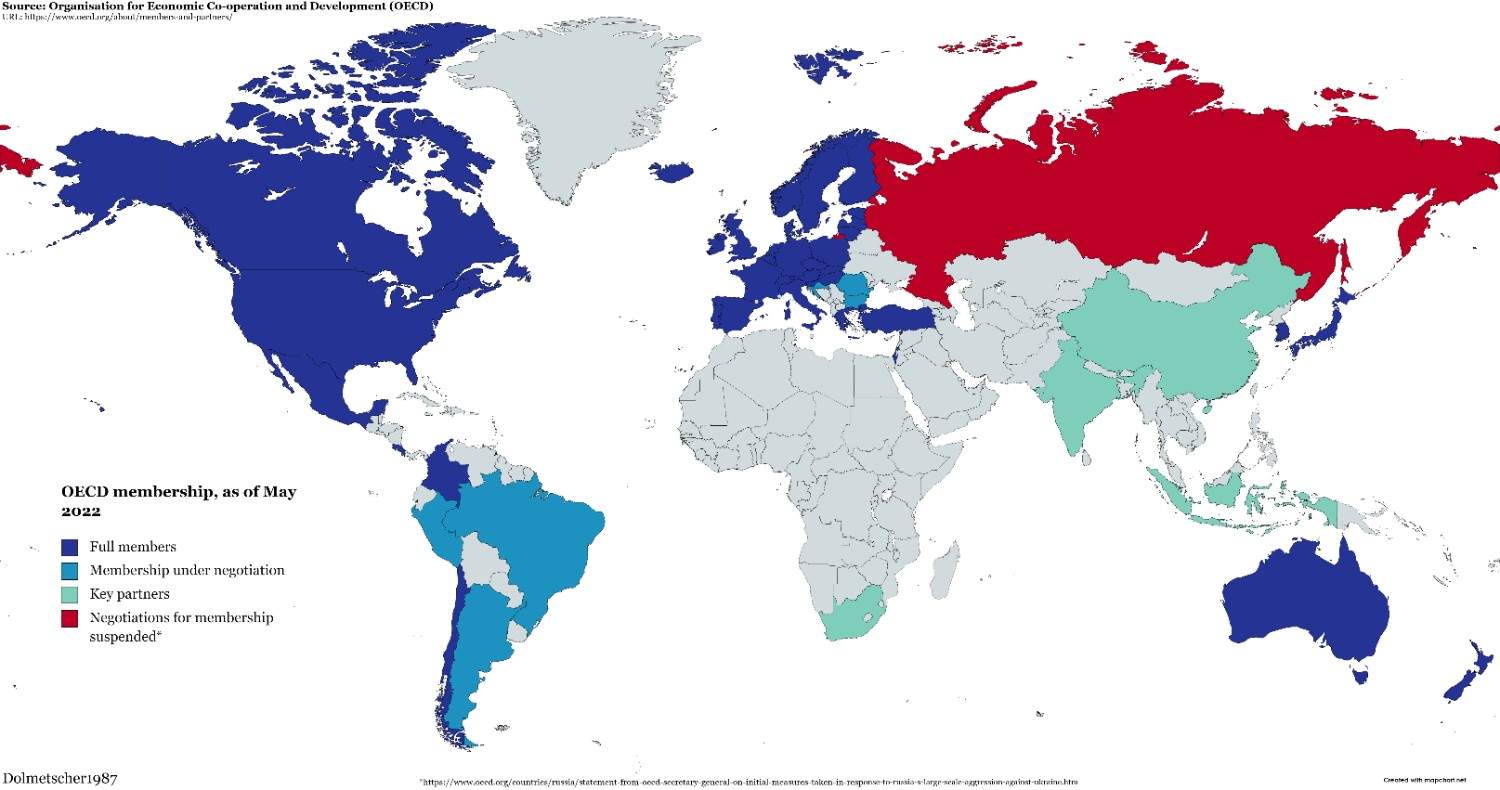 Source: Organisation for Economic Co-operation and Development (OECD)
URL: https://www.oecd.org/about/members-and-partners/
OECD membership, as of May
2022
Full members
Membership under negotiation
Key partners
Negotiations for membership
suspended*
Dolmetscher1987
*https://www.oecd.org/countries/russia/statement-from-oecd-secretary-general-on-initial-measures-taken-in-response-to-russia-s-large-scale-aggression-against-ukraine.htm
Created with mapchart.net